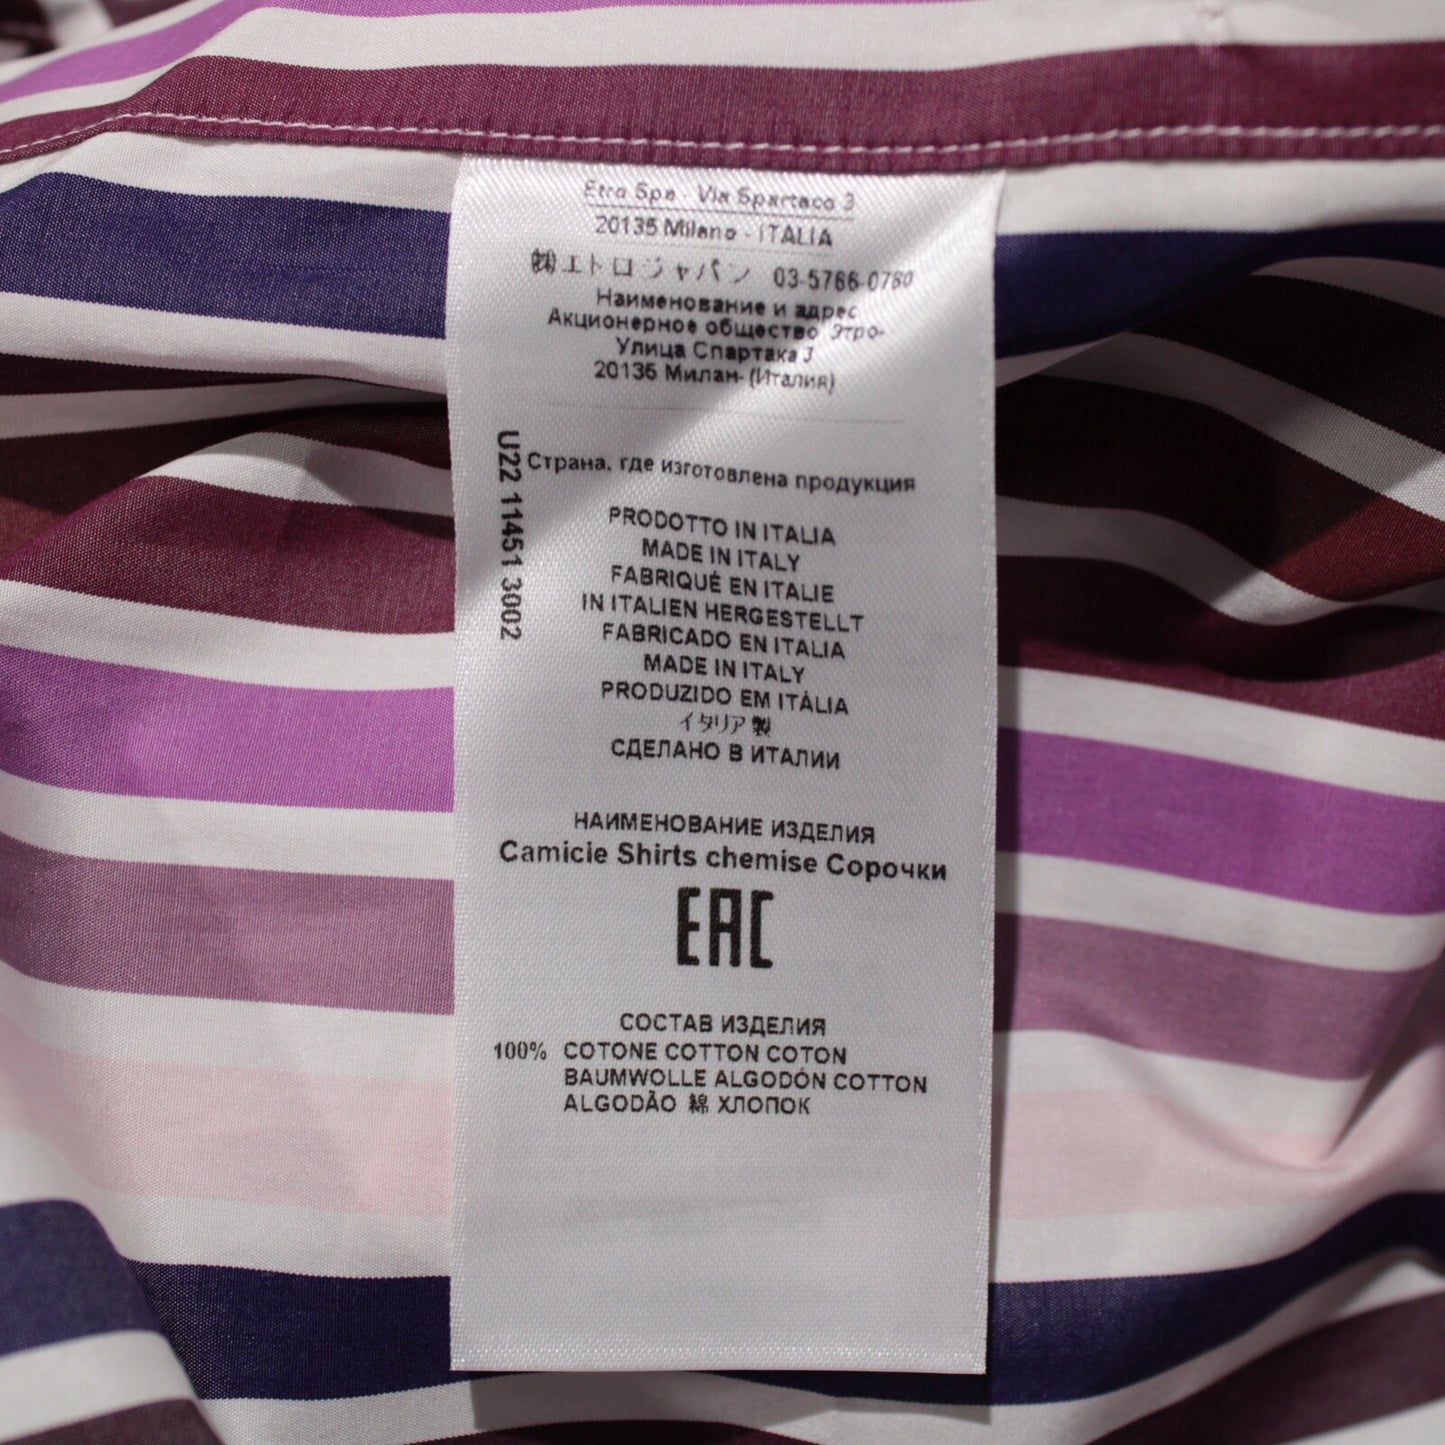 Etro Spa - Via Spartaco 3
20135 Milano - ITALIA
㈱エトロジャパン 03-5766-0780
Наименование и адрес
Акционерное общество Этро-
Улица Спартака 3
20135 Милан- (Италия)
Страна, где изготовлена продукция
U22 11451 3002
PRODOTTO IN ITALIA
MADE IN ITALY
FABRIQUÉ EN ITALIE
IN ITALIEN HERGESTELLT
FABRICADO EN ITALIA
MADE IN ITALY
PRODUZIDO EM ITÁLIA
イタリア製
СДЕЛАНО В ИТАЛИИ
НАИМЕНОВАНИЕ ИЗДЕЛИЯ
Camicie Shirts chemise Сорочки
EAC
СОСТАВ ИЗДЕЛИЯ
100% COTONE COTTON COTON
BAUMWOLLE ALGODÓN COTTON
ALGODÃO 綿 ХЛОПОК